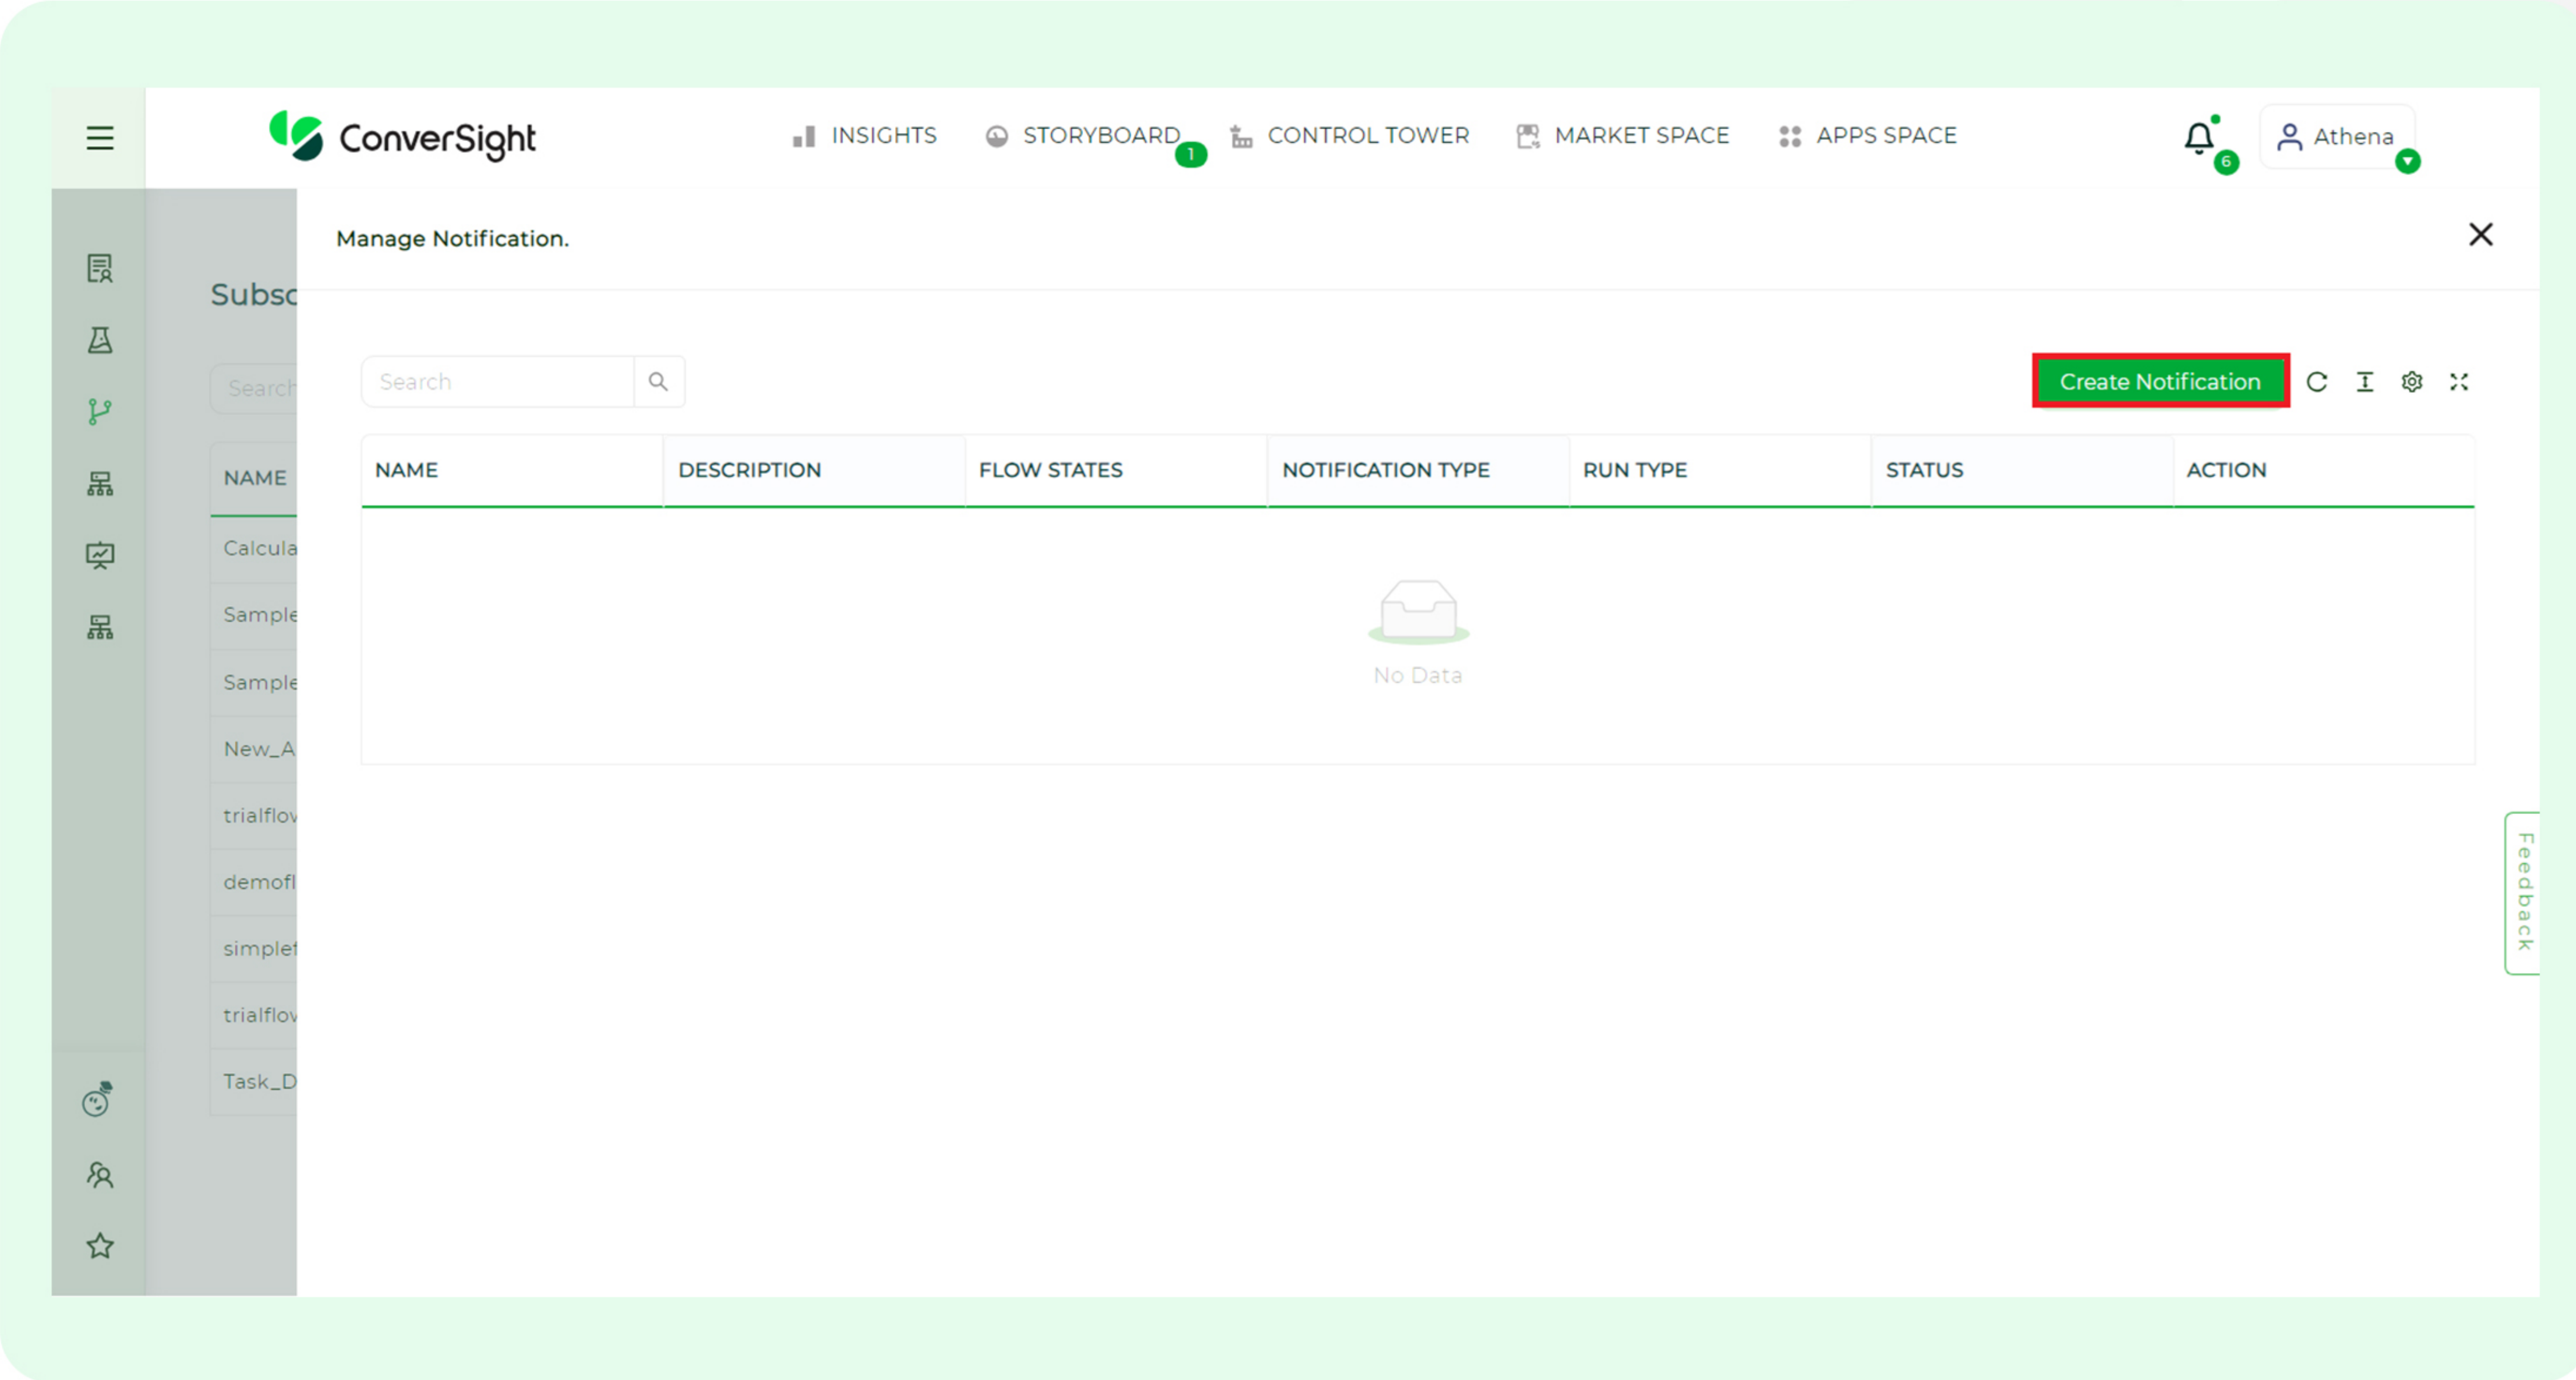 ConverSight
INSIGHTS
STORYBOARD
1
CONTROL TOWER
MARKET SPACE
APPS SPACE
6
Athena
Manage Notification.
Subsc
Search
Search
Create Notification
NAME
NAME
DESCRIPTION
FLOW STATES
NOTIFICATION TYPE
RUN TYPE
STATUS
ACTION
Calcula
Sample
Sample
No Data
New_A
trialflow
demofl
simplef
trialflow
Task_D
Feedback